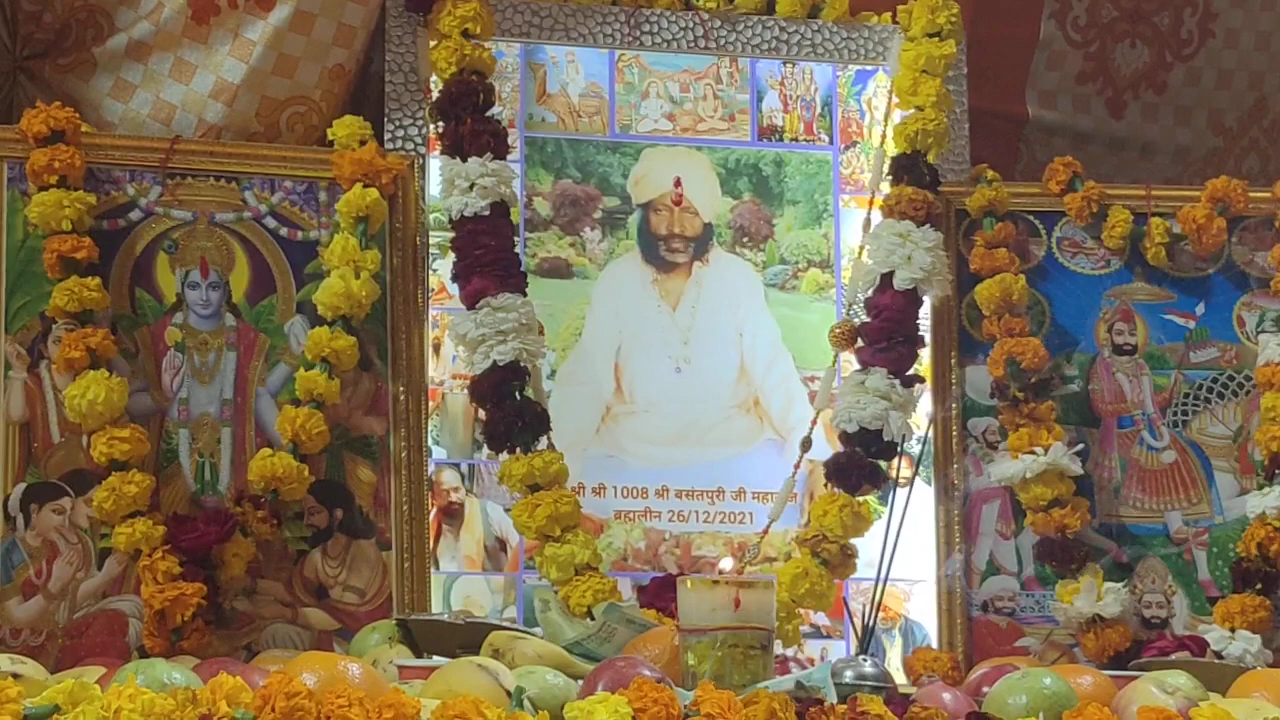 श्री श्री 1008 श्री बसंतपुरी जी महाराज
ब्रह्मलीन 26/12/2021